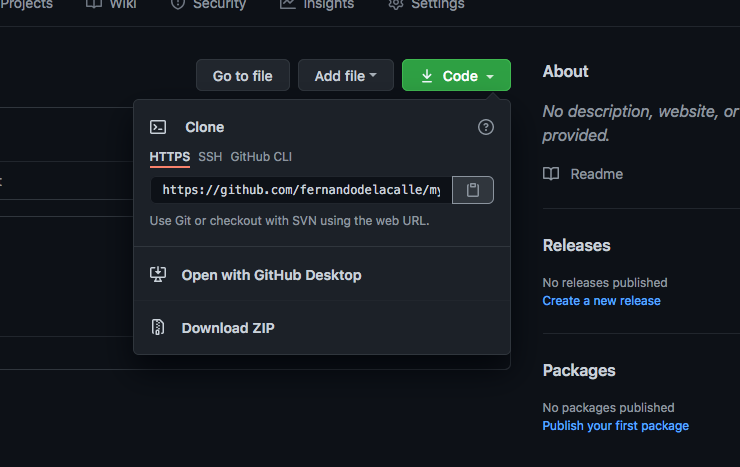 Projects
Wiki
Security
Insights
Settings
Go to file
Add file
Code
About
No description, website, or
provided.
Readme
Clone
HTTPS
SSH
GitHub CLI
https://github.com/fernandodelacalle/my
Use Git or checkout with SVN using the web URL.
Open with GitHub Desktop
Download ZIP
Releases
No releases published
Create a new release
Packages
No packages published
Publish your first package